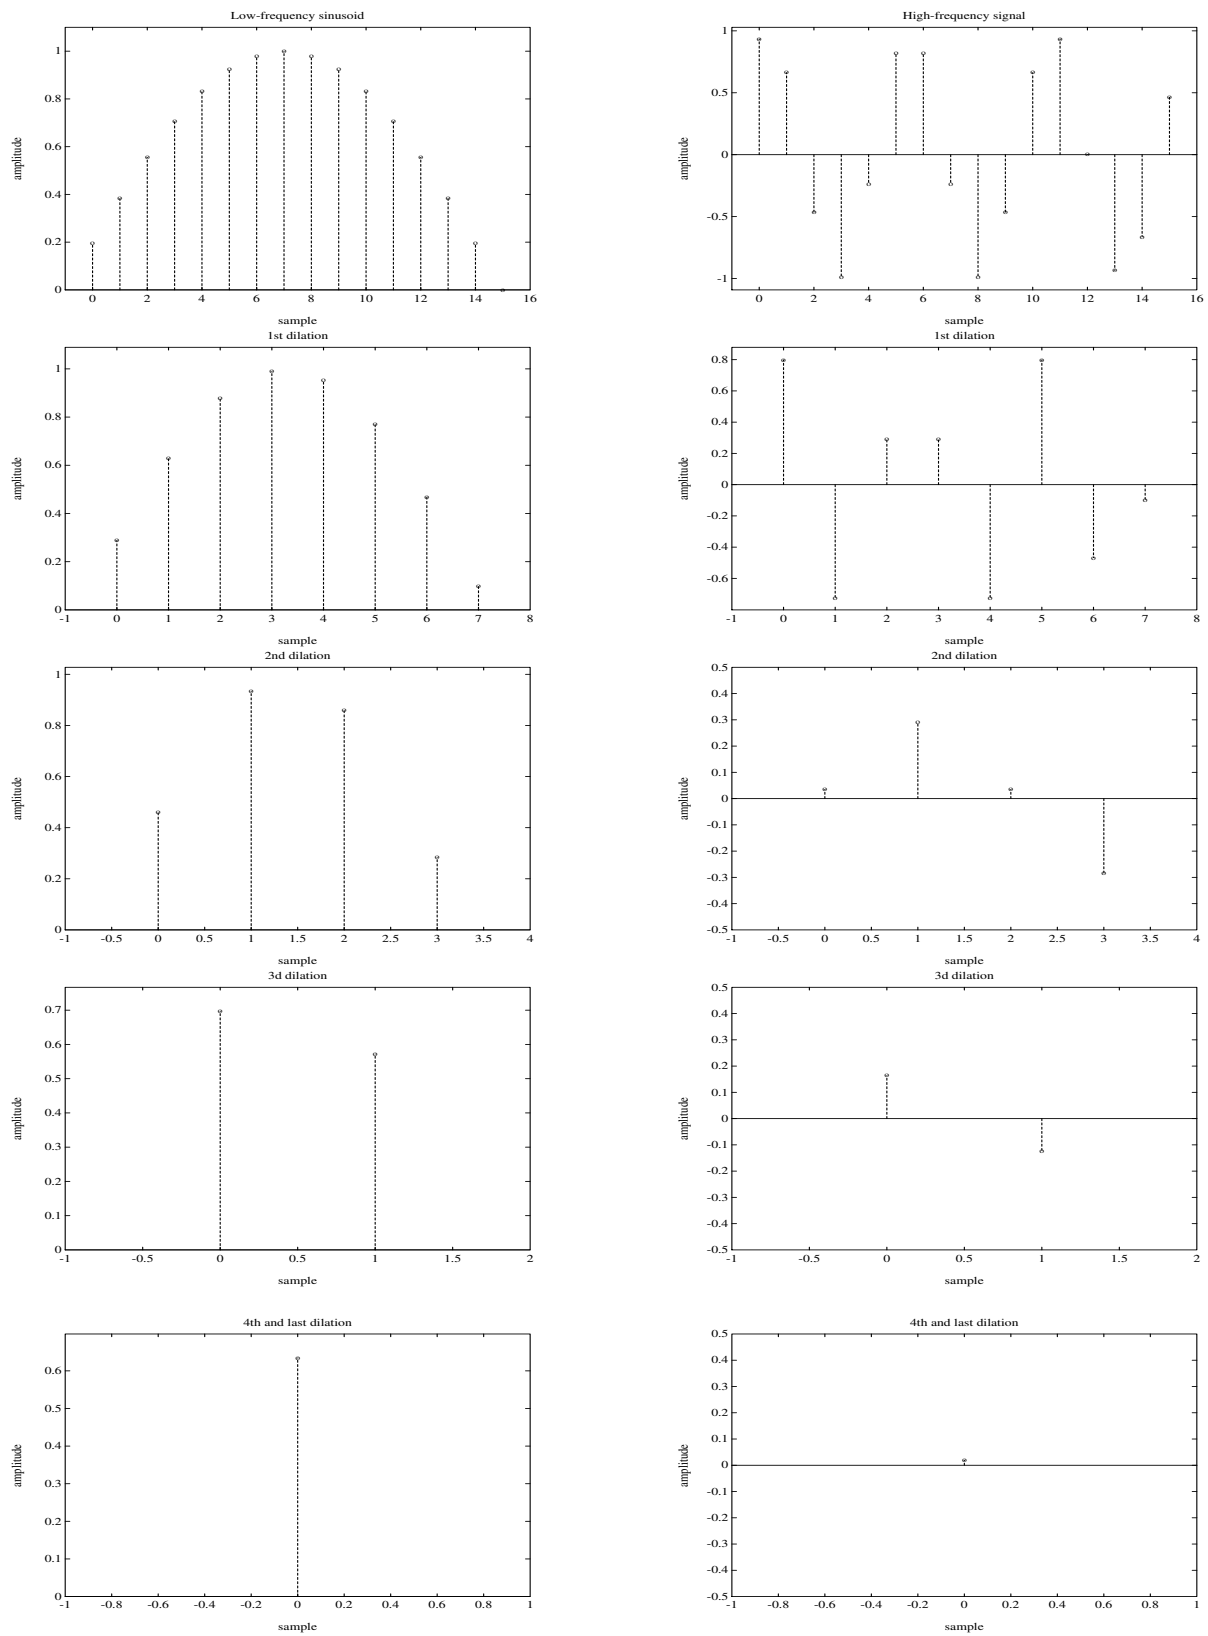 Low-frequency sinusoid
1
0.8
0.6
0.4
0.2
0
amplitude
0 2 4 6 8 10 12 14 16
sample
High-frequency signal
1
0.5
0
-0.5
-1
amplitude
0 2 4 6 8 10 12 14 16
sample
1st dilation
1
0.8
0.6
0.4
0.2
0
amplitude
-1 0 1 2 3 4 5 6 7 8
sample
1st dilation
0.8
0.6
0.4
0.2
0
-0.2
-0.4
-0.6
amplitude
-1 0 1 2 3 4 5 6 7 8
sample
2nd dilation
1
0.8
0.6
0.4
0.2
0
amplitude
-1 -0.5 0 0.5 1 1.5 2 2.5 3 3.5 4
sample
2nd dilation
0.5
0.4
0.3
0.2
0.1
0
-0.1
-0.2
-0.3
-0.4
-0.5
amplitude
-1 -0.5 0 0.5 1 1.5 2 2.5 3 3.5 4
sample
3d dilation
0.7
0.6
0.5
0.4
0.3
0.2
0.1
0
amplitude
-1 -0.5 0 0.5 1 1.5 2
sample
3d dilation
0.5
0.4
0.3
0.2
0.1
0
-0.1
-0.2
-0.3
-0.4
-0.5
amplitude
-1 -0.5 0 0.5 1 1.5 2
sample
4th and last dilation
0.6
0.5
0.4
0.3
0.2
0.1
0
amplitude
-1 -0.8 -0.6 -0.4 -0.2 0 0.2 0.4 0.6 0.8 1
sample
4th and last dilation
0.5
0.4
0.3
0.2
0.1
0
-0.1
-0.2
-0.3
-0.4
-0.5
amplitude
-1 -0.8 -0.6 -0.4 -0.2 0 0.2 0.4 0.6 0.8 1
sample